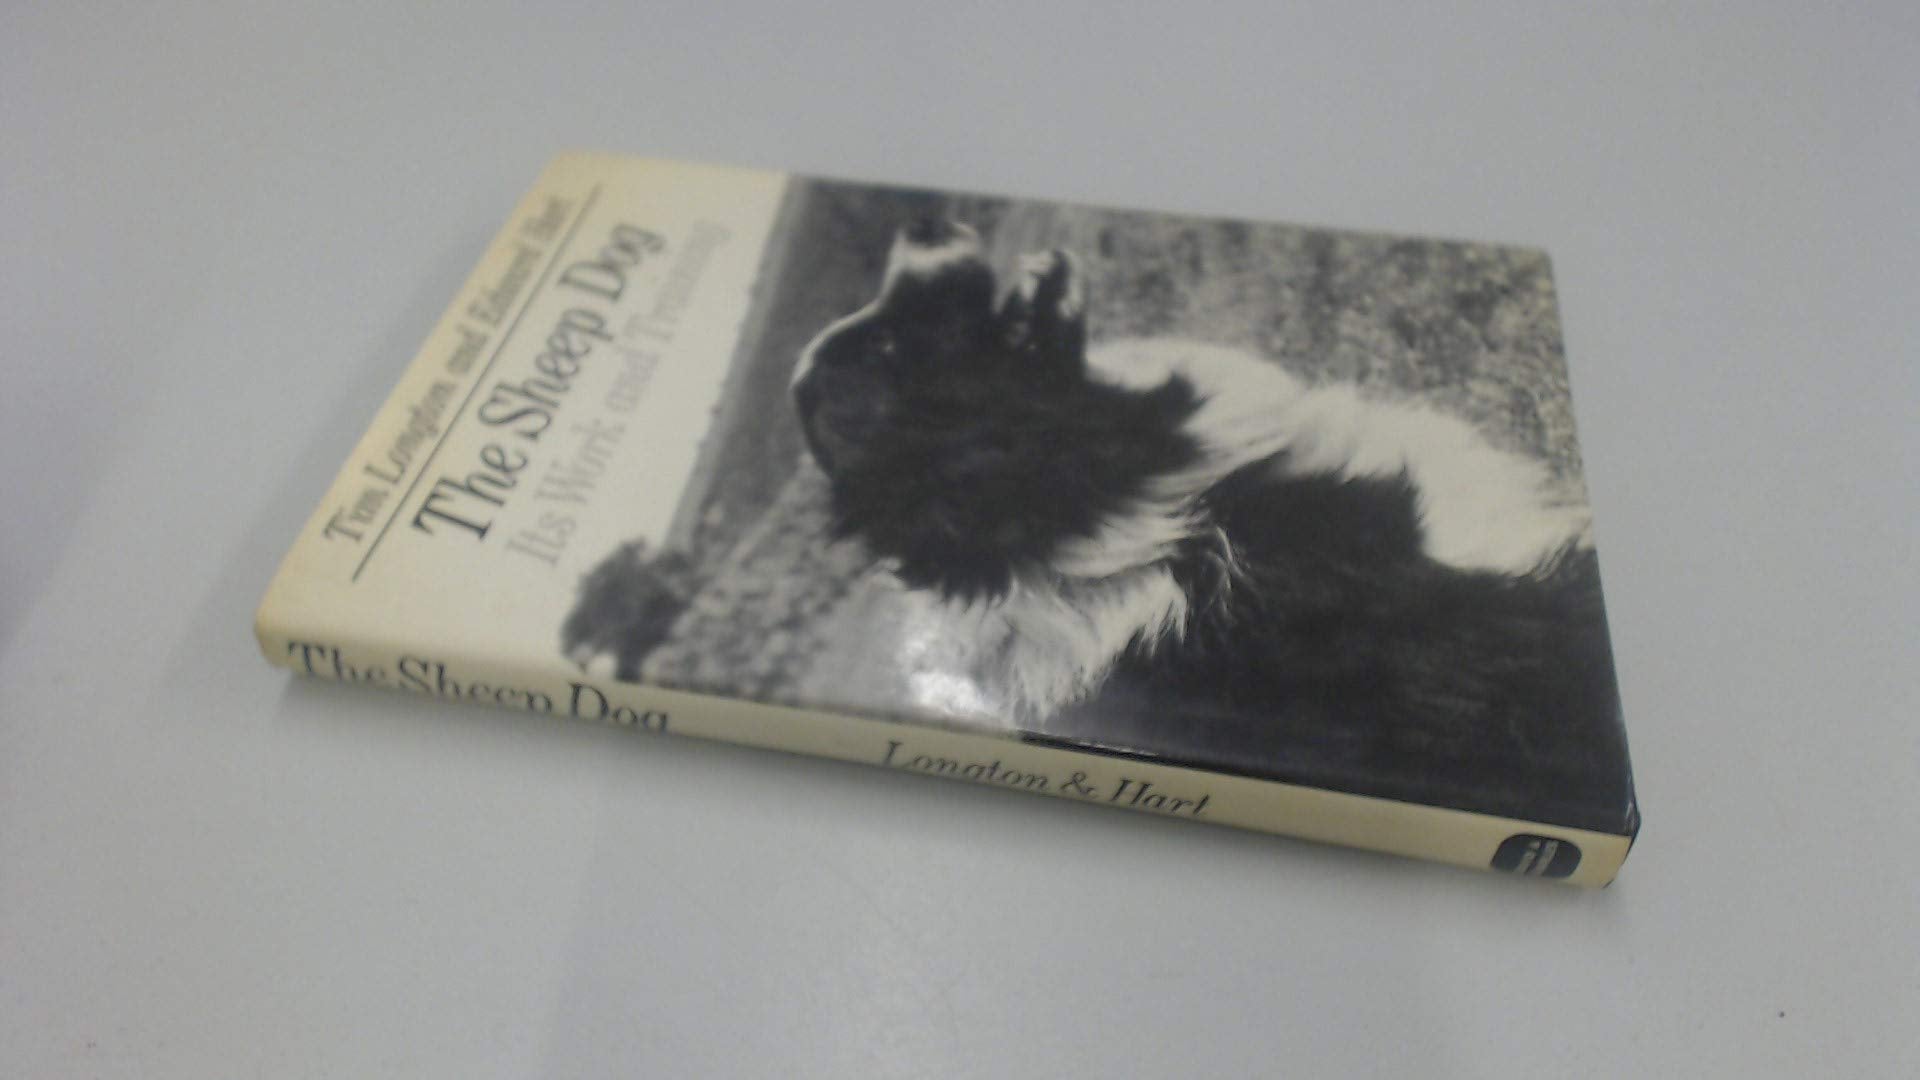 Tim Longton and Edward Hart
The Sheep Dog
Its Work and Training
The Sheep Dog
Longton & Hart